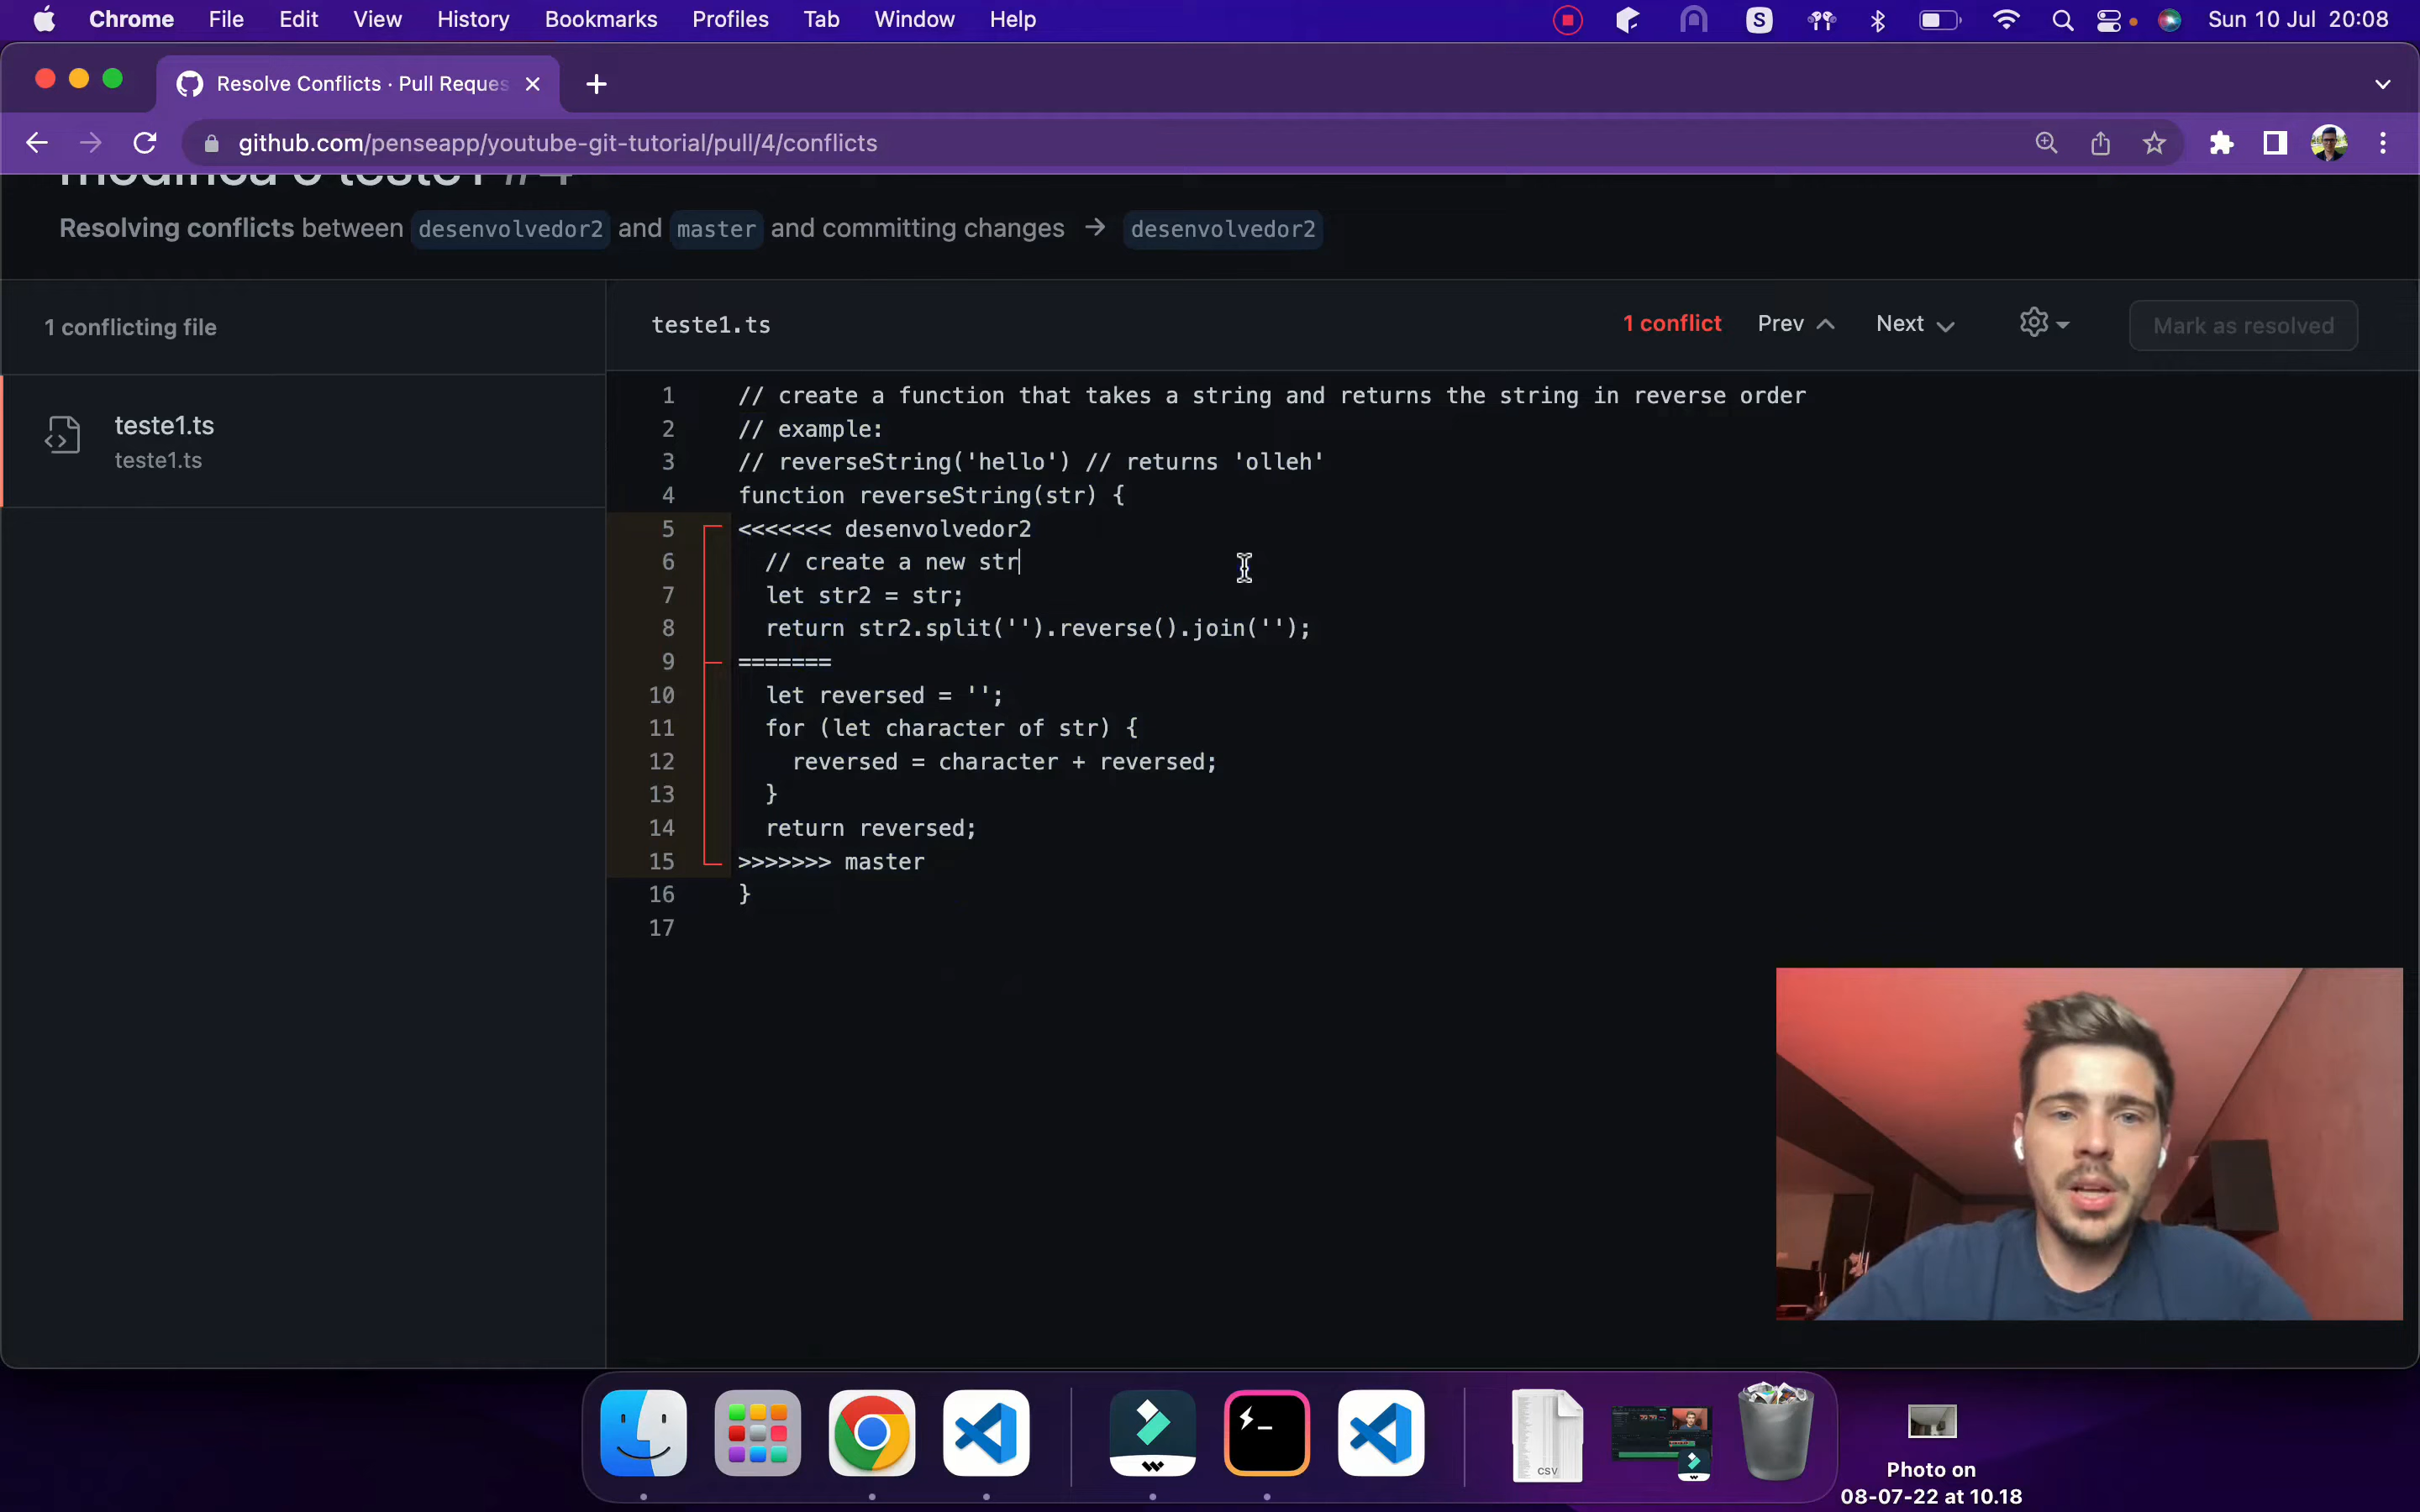 Chrome File Edit View History Bookmarks Profiles Tab Window Help S Sun 10 Jul 20:08
Resolve Conflicts · Pull Reques
github.com/penseapp/youtube-git-tutorial/pull/4/conflicts
modifica o teste1 #4
Resolving conflicts between desenvolvedor2 and master and committing changes → desenvolvedor2
1 conflicting file
teste1.ts
teste1.ts
teste1.ts 1 conflict Prev Next Mark as resolved
1 // create a function that takes a string and returns the string in reverse order
2 // example:
3 // reverseString('hello') // returns 'olleh'
4 function reverseString(str) {
5 <<<<<<< desenvolvedor2
6 // create a new str
7 let str2 = str;
8 return str2.split('').reverse().join('');
9 =======
10 let reversed = '';
11 for (let character of str) {
12 reversed = character + reversed;
13 }
14 return reversed;
15 >>>>>>> master
16 }
17
CSV
Photo on
08-07-22 at 10.18